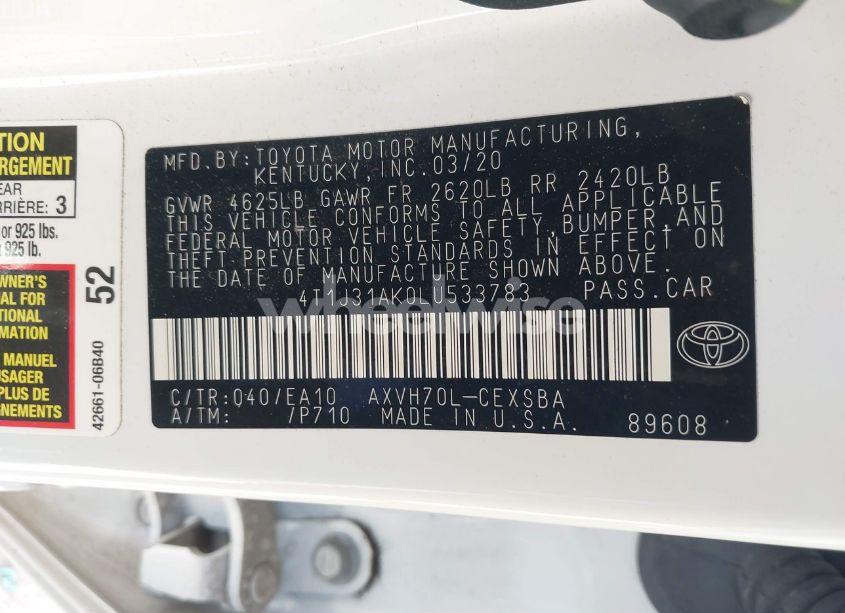 TION
RGEMENT
EAR
RRIÈRE: 3
or 925 lbs.
925 lb.
WNER'S
AL FOR
TIONAL
MATION
MANUEL
USAGER
PLUS DE
GNEMENTS
52
42661-06B40
MFD.BY:TOYOTA MOTOR MANUFACTURING,
KENTUCKY,INC.03/20
GVWR 4625LB GAWR FR 2620LB RR 2420LB
THIS VEHICLE CONFORMS TO ALL APPLICABLE
FEDERAL MOTOR VEHICLE SAFETY,BUMPER,AND
THEFT PREVENTION STANDARDS IN EFFECT ON
THE DATE OF MANUFACTURE SHOWN ABOVE.
4T1J31AK0LU533783 PASS.CAR
wheelwise
C/TR:040/EA10 AXVH70L-CEXSBA
A/TM: /P710 MADE IN U.S.A. 89608